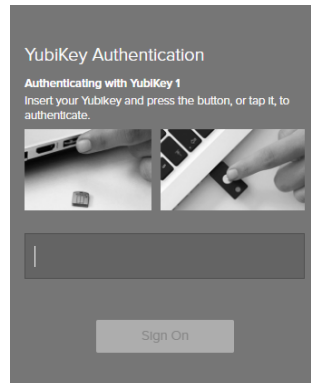 YubiKey Authentication
Authenticating with YubiKey 1
Insert your Yubikey and press the button, or tap it, to
authenticate.
Sign On